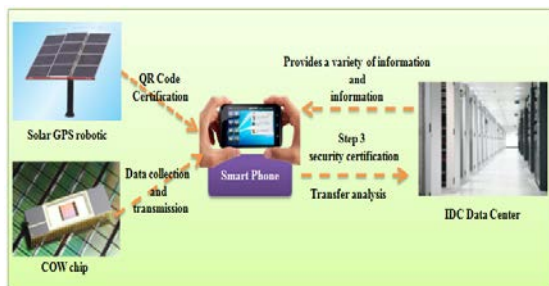 QR Code
Certification
Solar GPS robotic
Provides a variety of information
and
information
Step 3
security certification
Smart Phone
Transfer analysis
Data collection
and
transmission
IDC Data Center
COW chip